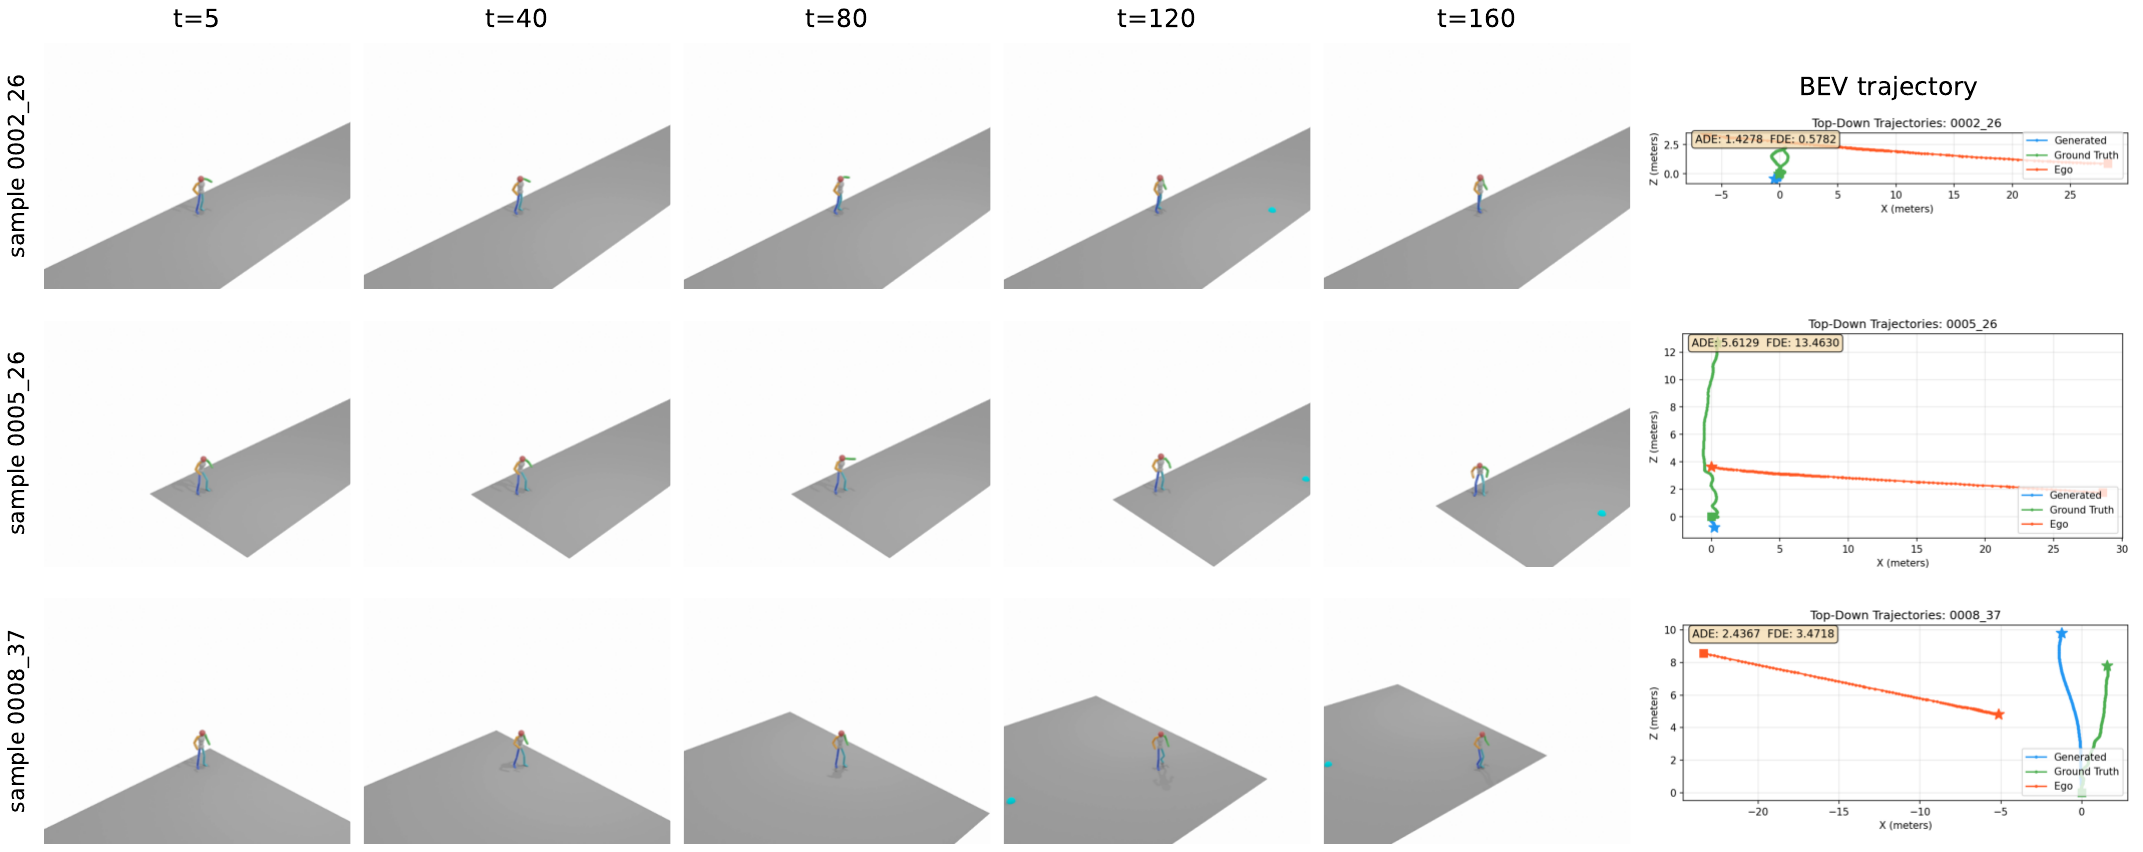 t=5 t=40 t=80 t=120 t=160
BEV trajectory
sample 0002_26
Top-Down Trajectories: 0002_26
ADE: 1.4278 FDE: 0.5782
Generated
Ground Truth
Ego
Z (meters)
2.5
0.0
−5 0 5 10 15 20 25
X (meters)
sample 0005_26
Top-Down Trajectories: 0005_26
ADE: 5.6129 FDE: 13.4630
Z (meters)
12
10
8
6
4
2
0
Generated
Ground Truth
Ego
0 5 10 15 20 25 30
X (meters)
sample 0008_37
Top-Down Trajectories: 0008_37
ADE: 2.4367 FDE: 3.4718
Z (meters)
10
8
6
4
2
0
Generated
Ground Truth
Ego
−20 −15 −10 −5 0
X (meters)